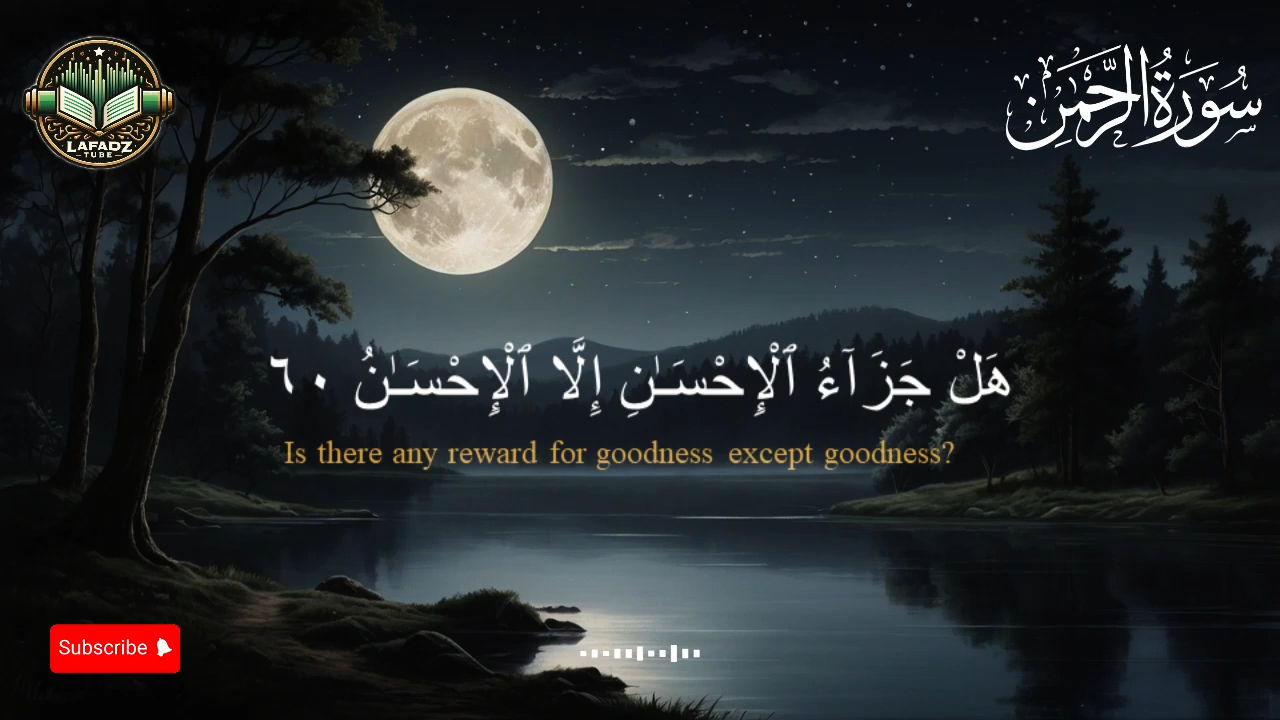 LAFADZ
TUBE
سُورَةُ الرَّحْمَٰن
هَلْ جَزَآءُ ٱلْإِحْسَـٰنِ إِلَّا ٱلْإِحْسَـٰنُ ٦٠
Is there any reward for goodness except goodness?
Subscribe